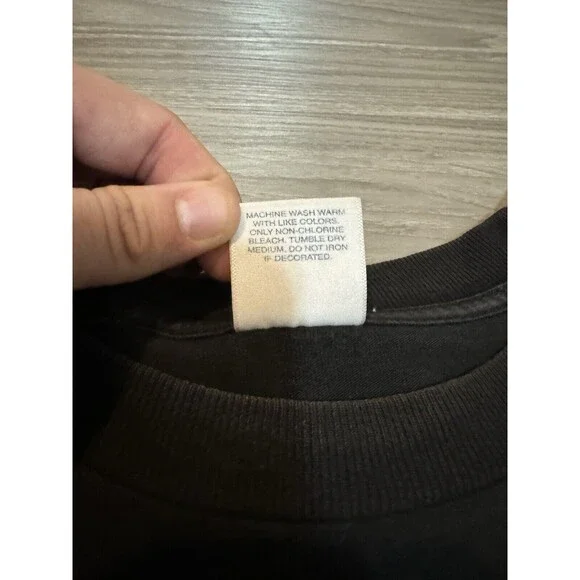 MACHINE WASH WARM
WITH LIKE COLORS.
ONLY NON-CHLORINE
BLEACH. TUMBLE DRY
MEDIUM. DO NOT IRON
IF DECORATED.